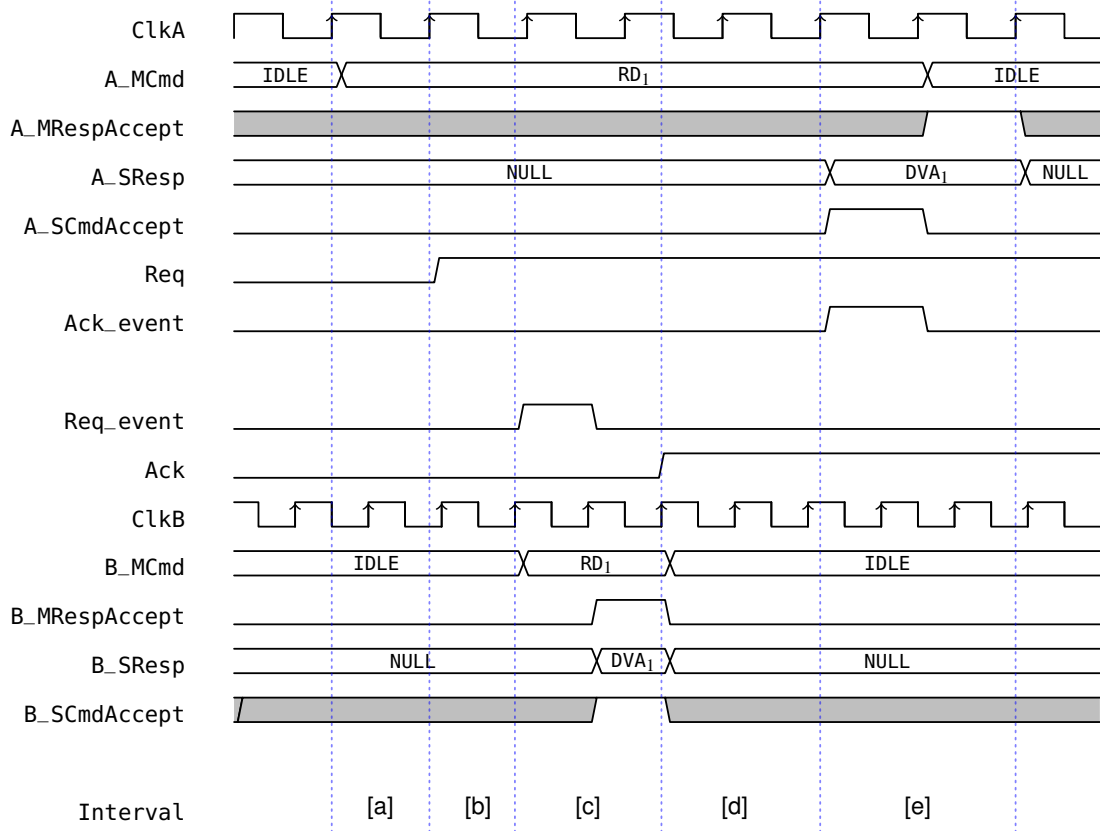 ClkA
A_MCmd IDLE RD1 IDLE
A_MRespAccept
A_SResp NULL DVA1 NULL
A_SCmdAccept
Req
Ack_event
Req_event
Ack
ClkB
B_MCmd IDLE RD1 IDLE
B_MRespAccept
B_SResp NULL DVA1 NULL
B_SCmdAccept
Interval [a] [b] [c] [d] [e]